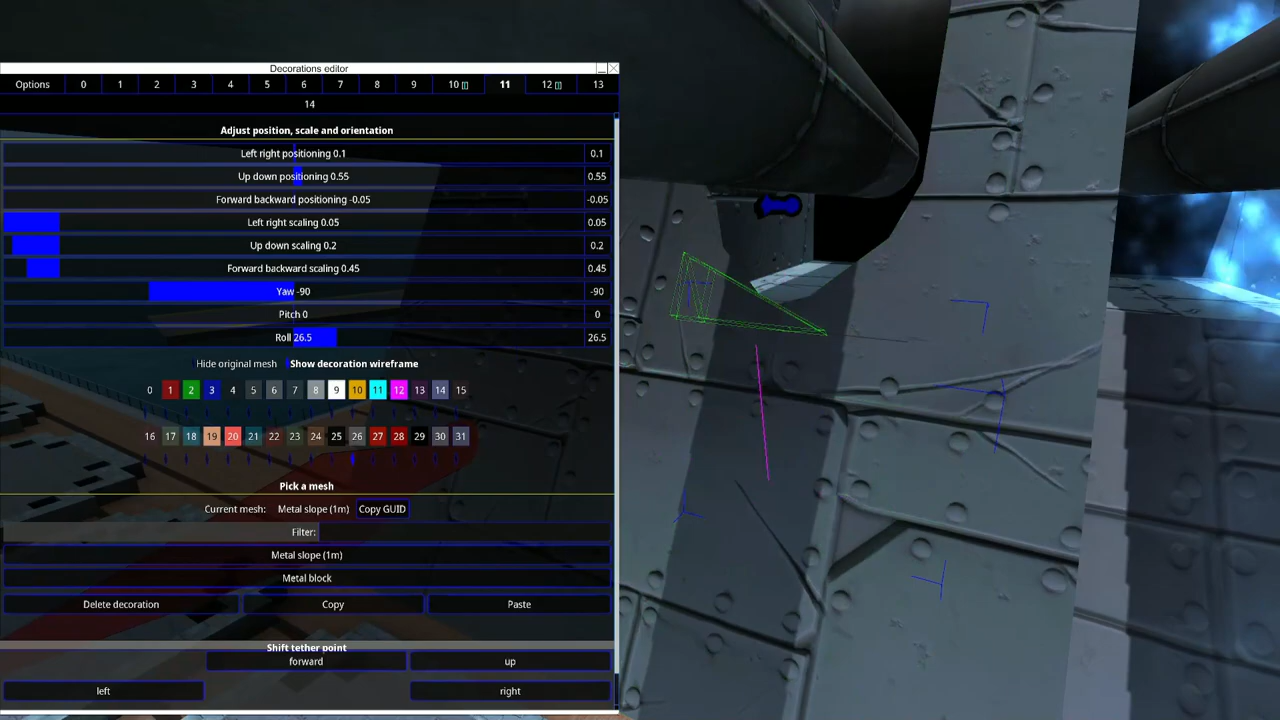 Decorations editor
Options 0 1 2 3 4 5 6 7 8 9 10 [] 11 12 [] 13
14
Adjust position, scale and orientation
Left right positioning 0.1 0.1
Up down positioning 0.55 0.55
Forward backward positioning -0.05 -0.05
Left right scaling 0.05 0.05
Up down scaling 0.2 0.2
Forward backward scaling 0.45 0.45
Yaw -90 -90
Pitch 0 0
Roll 26.5 26.5
Hide original mesh Show decoration wireframe
0 1 2 3 4 5 6 7 8 9 10 11 12 13 14 15
16 17 18 19 20 21 22 23 24 25 26 27 28 29 30 31
Pick a mesh
Current mesh: Metal slope (1m) Copy GUID
Filter:
Metal slope (1m)
Metal block
Delete decoration Copy Paste
Shift tether point
forward up
left right